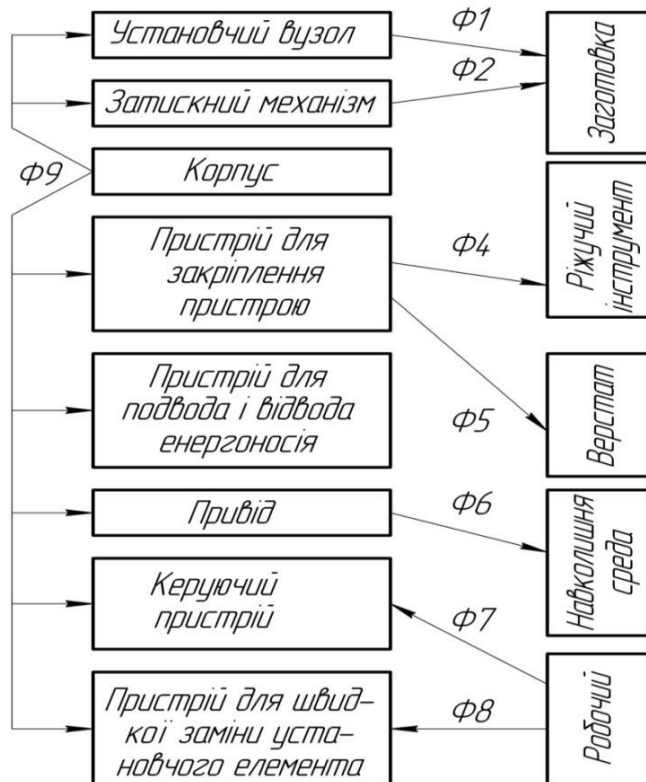 Установчий вузол
Ф1
Затискний механізм
Ф2
Заготовка
Корпус
Ф9
Пристрій для
закріплення
пристрою
Ф4
Ріжучий
інструмент
Пристрій для
подвода і відвода
енергоносія
Ф5
Верстат
Привід
Ф6
Навколишня
среда
Керуючий
пристрій
Ф7
Пристрій для швид-
кої заміни уста-
новчого елемента
Ф8
Робочий